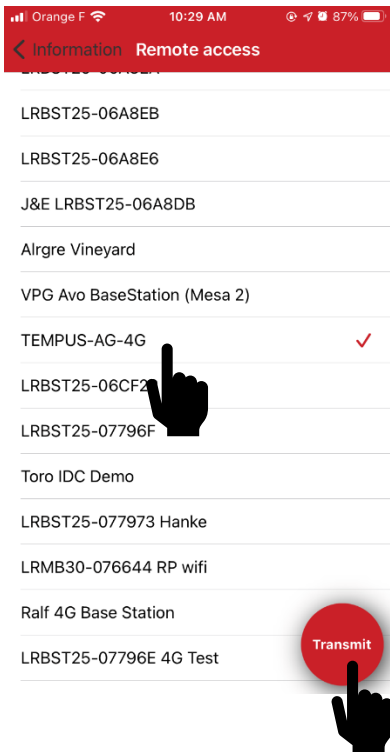 Orange F 10:29 AM 87%
Information Remote access
LRBST25-06A8EB
LRBST25-06A8E6
J&E LRBST25-06A8DB
Alrgre Vineyard
VPG Avo BaseStation (Mesa 2)
TEMPUS-AG-4G
LRBST25-06CF2
LRBST25-07796F
Toro IDC Demo
LRBST25-077973 Hanke
LRMB30-076644 RP wifi
Ralf 4G Base Station
Transmit
LRBST25-07796E 4G Test